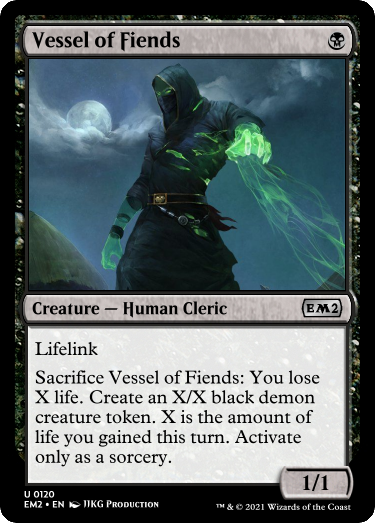 Vessel of Fiends
Creature — Human Cleric
EM2
Lifelink
Sacrifice Vessel of Fiends: You lose
X life. Create an X/X black demon
creature token. X is the amount of
life you gained this turn. Activate
only as a sorcery.
1/1
U 0120
EM2 • EN JJKG Production
™ & © 2021 Wizards of the Coast